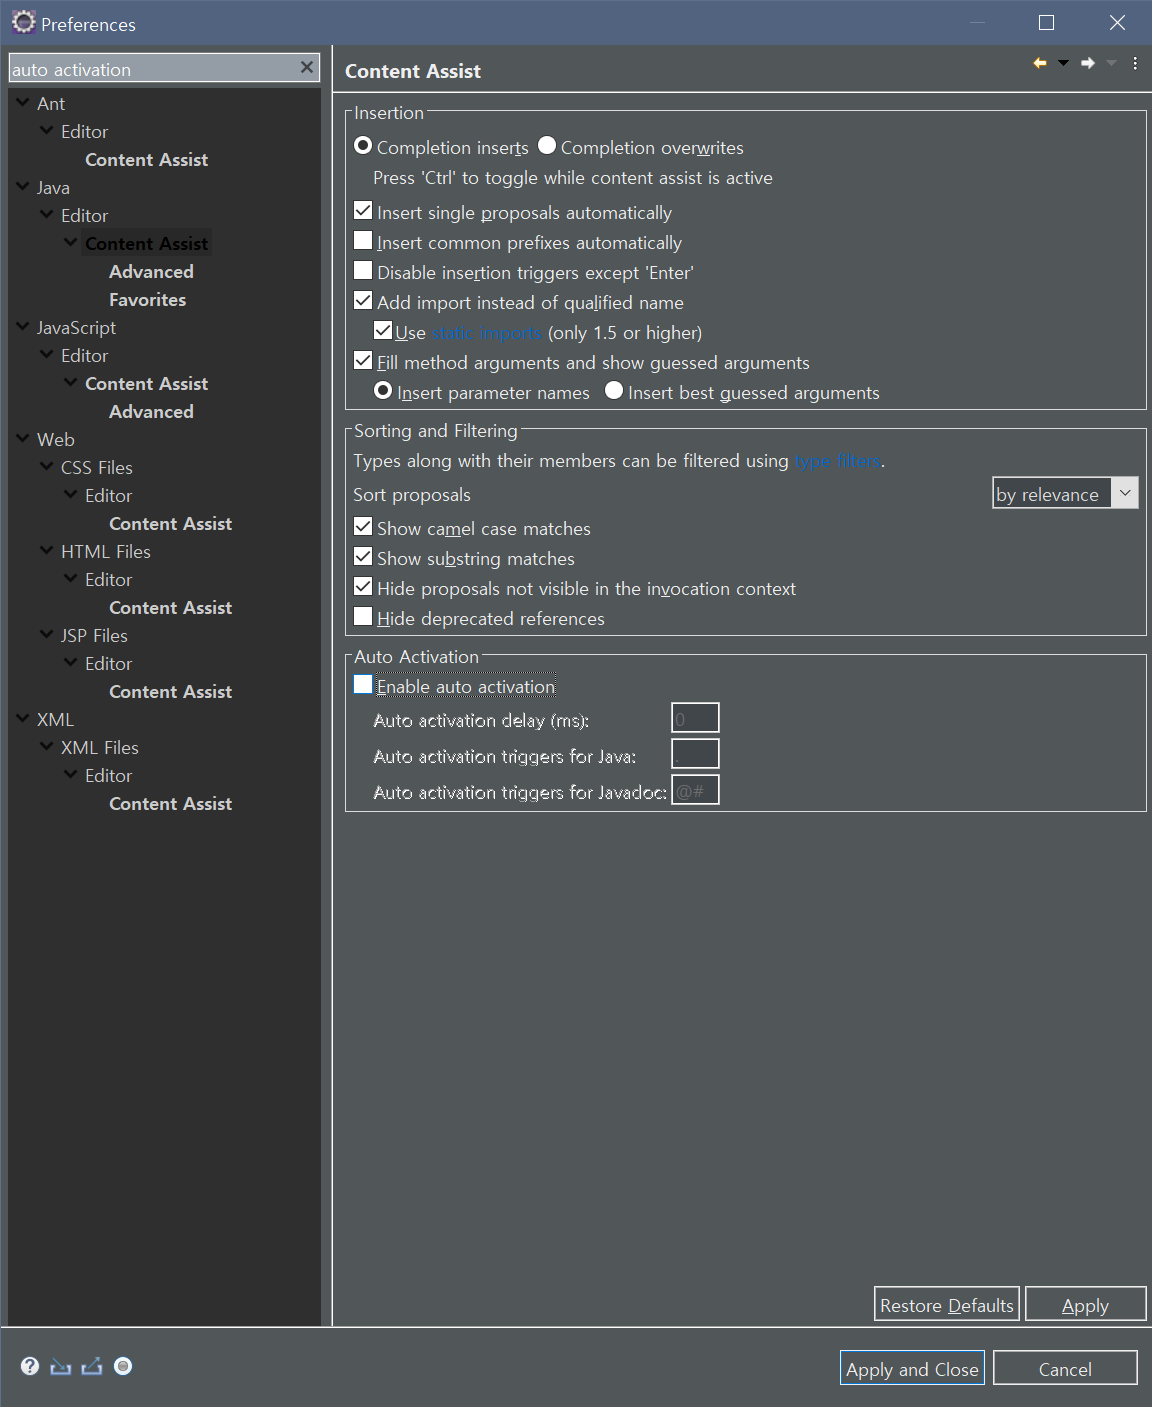 Preferences
auto activation
Ant
Editor
Content Assist
Java
Editor
Content Assist
Advanced
Favorites
JavaScript
Editor
Content Assist
Advanced
Web
CSS Files
Editor
Content Assist
HTML Files
Editor
Content Assist
JSP Files
Editor
Content Assist
XML
XML Files
Editor
Content Assist
Content Assist
Insertion
Completion inserts Completion overwrites
Press 'Ctrl' to toggle while content assist is active
Insert single proposals automatically
Insert common prefixes automatically
Disable insertion triggers except 'Enter'
Add import instead of qualified name
Use static imports (only 1.5 or higher)
Fill method arguments and show guessed arguments
Insert parameter names Insert best guessed arguments
Sorting and Filtering
Types along with their members can be filtered using type filters.
Sort proposals by relevance
Show camel case matches
Show substring matches
Hide proposals not visible in the invocation context
Hide deprecated references
Auto Activation
Enable auto activation
Auto activation delay (ms): 0
Auto activation triggers for Java: .
Auto activation triggers for Javadoc: @#
Restore Defaults Apply
Apply and Close Cancel